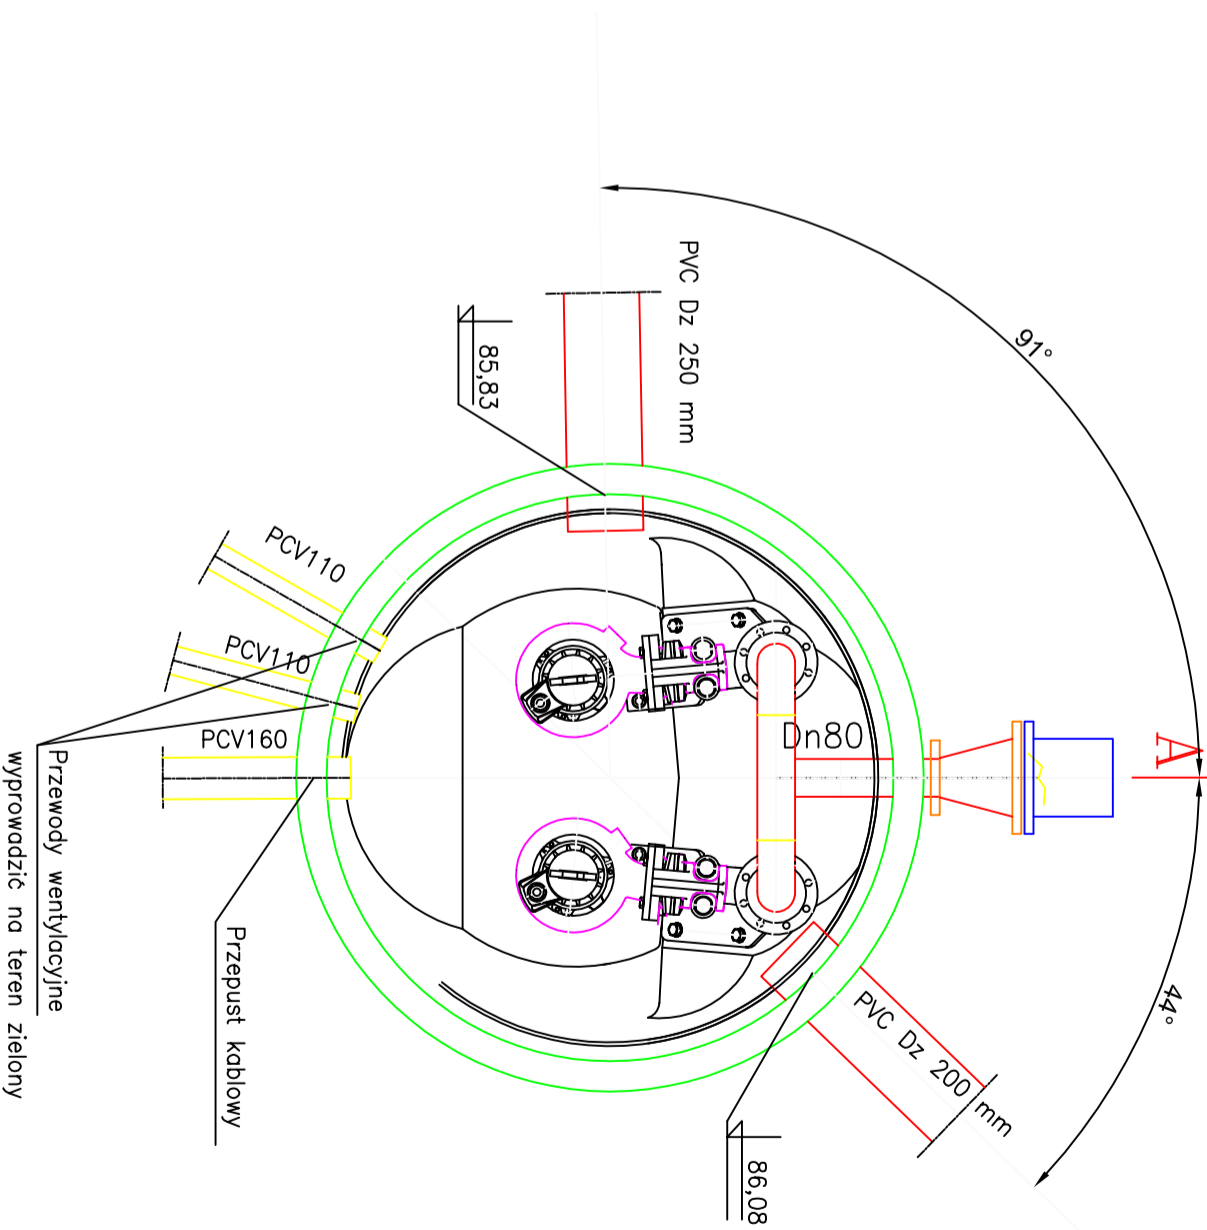 91°
PVC Dz 250 mm
85,83
PCV110
PCV110
PCV160
Dn80
A
44°
PVC Dz 200 mm
86,08
Przewody wentylacyjne
wyprowadzić na teren zielony
Przepust kablowy